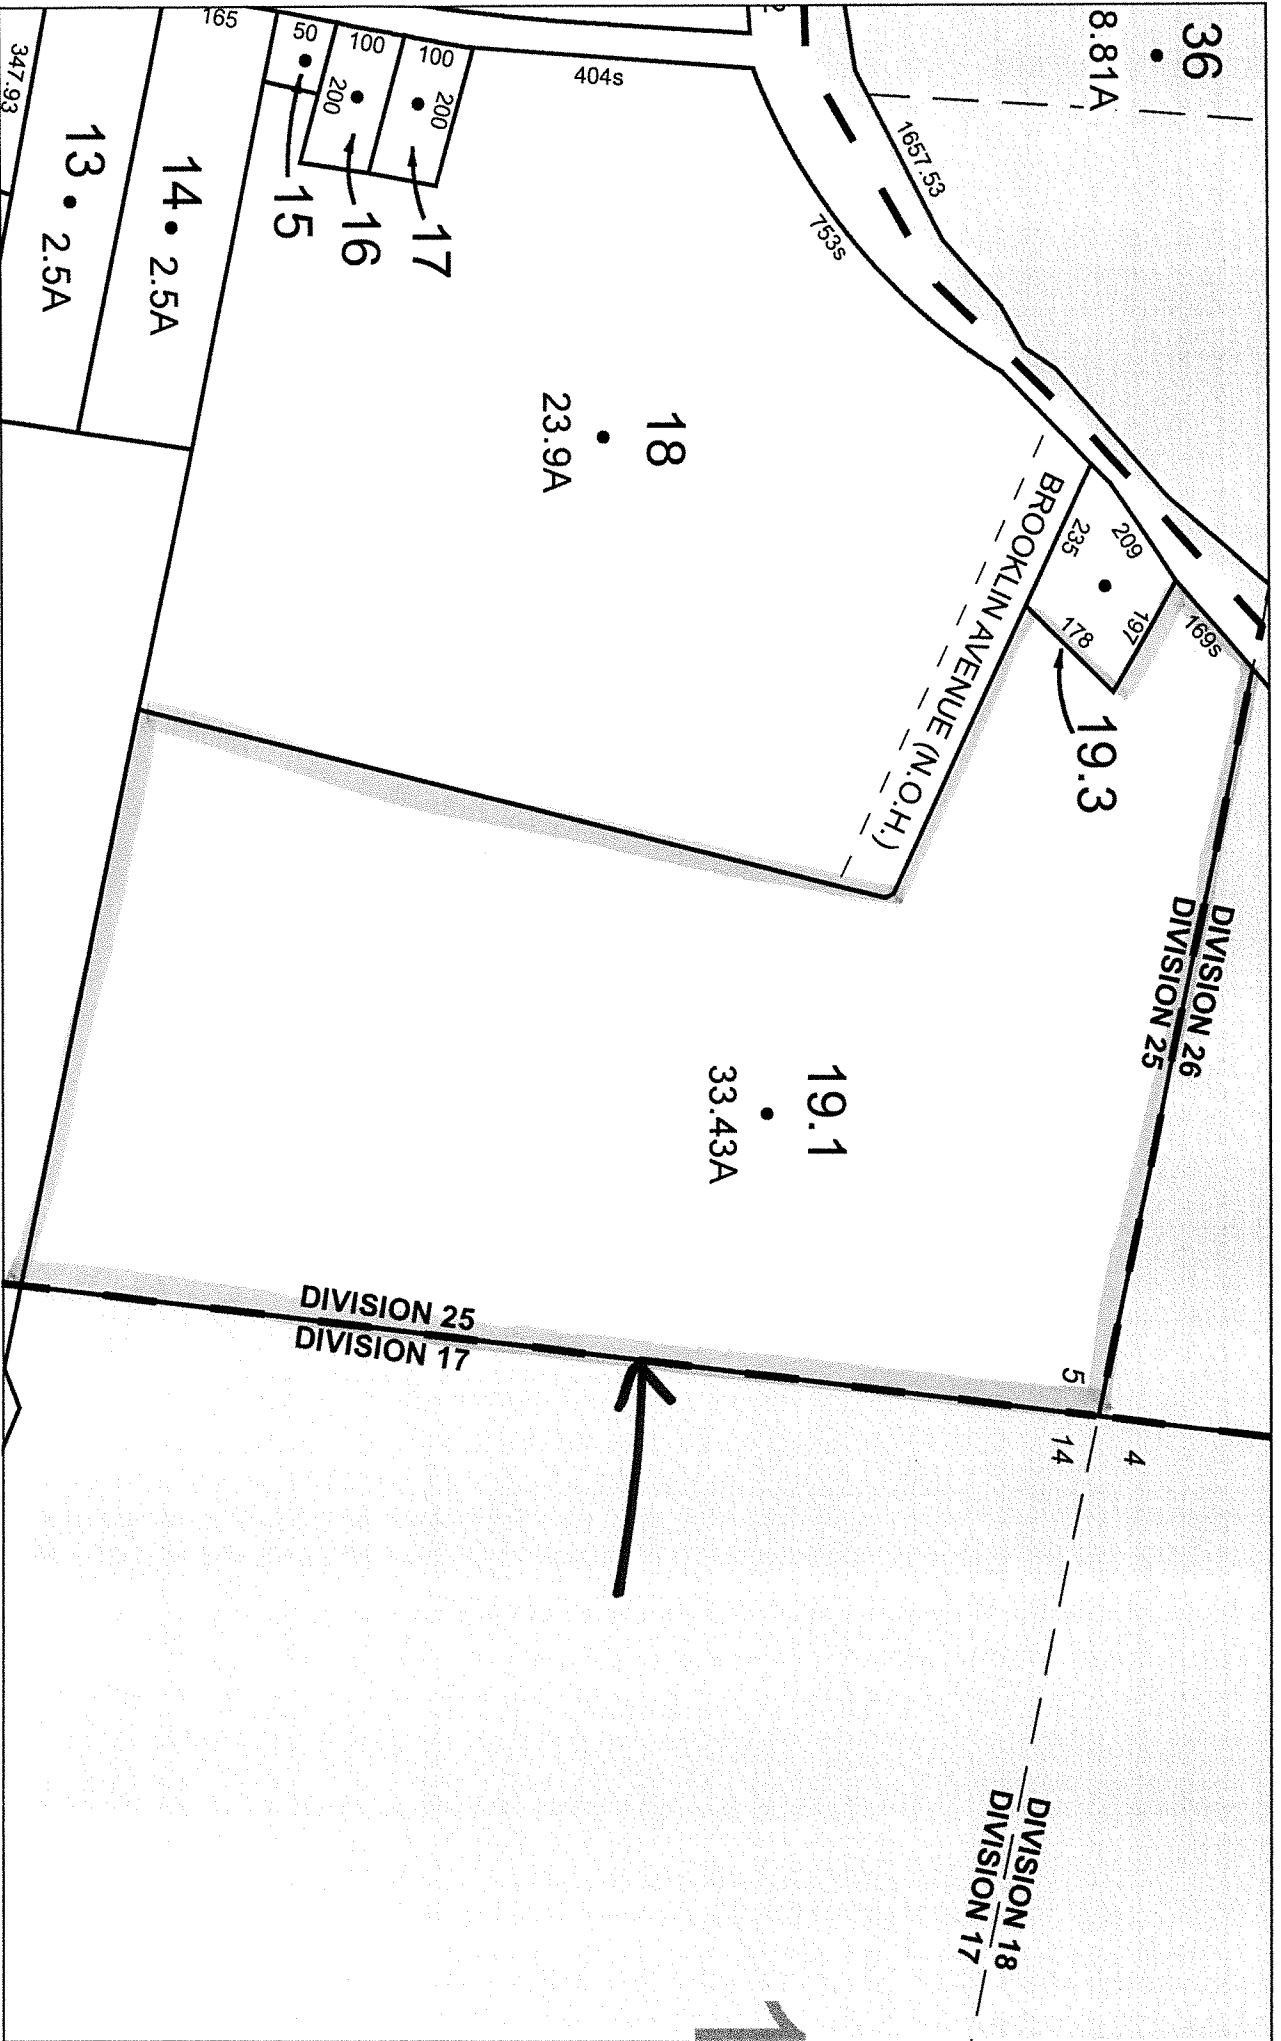 36
8.81A
1657.53
753s
404s
165
50
100
100
200
200
347.93
13
2.5A
14
2.5A
15
16
17
18
23.9A
BROOKLIN AVENUE (N.O.H.)
209
235
197
178
169s
19.3
19.1
33.43A
DIVISION 26
DIVISION 25
DIVISION 25
DIVISION 17
5
14
4
DIVISION 18
DIVISION 17